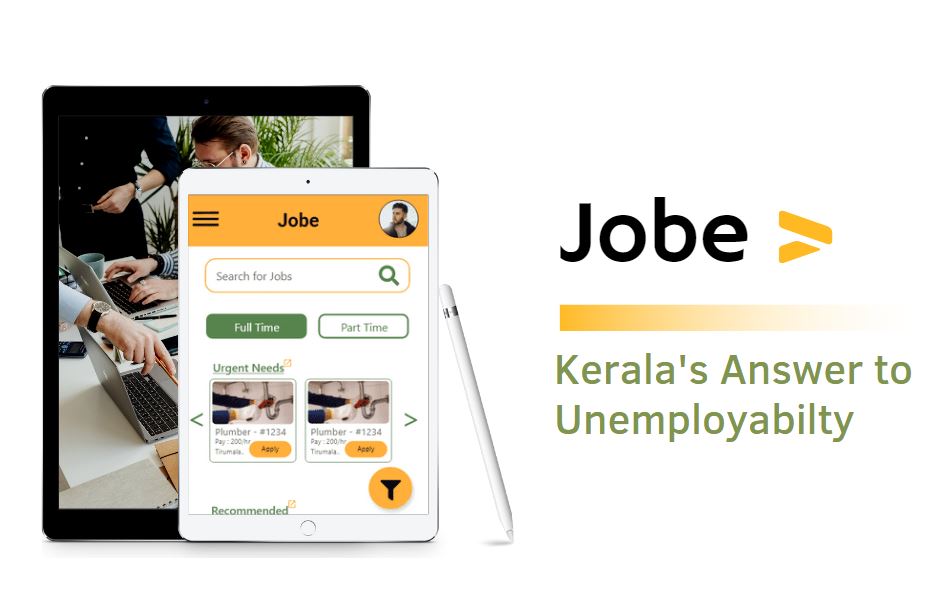 Jobe
Search for Jobs
Full Time
Part Time
Urgent Needs
<
Plumber - #1234
Pay : 200/hr
Tirumala..
Apply
Plumber - #1234
Pay : 200/hr
Tirumala..
Apply
>
Recommended
Jobe
Kerala's Answer to
Unemployabilty